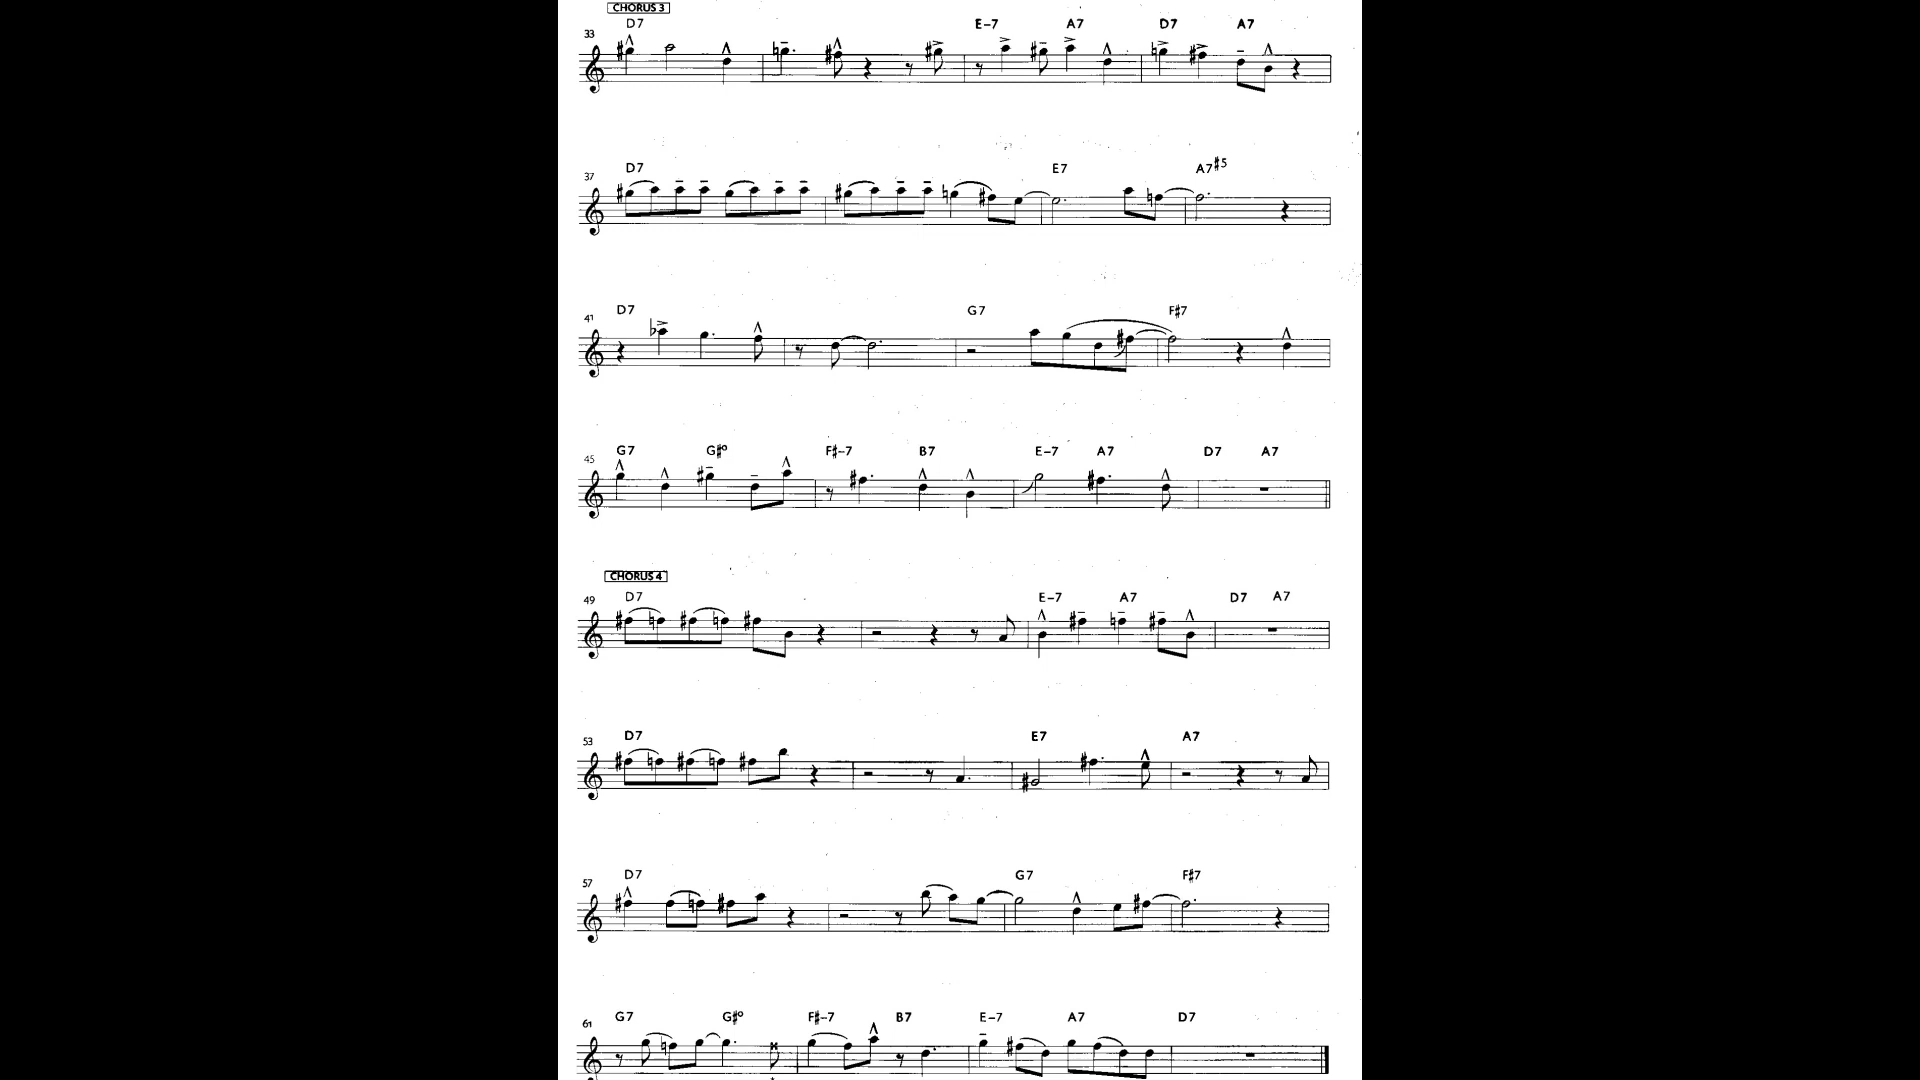 CHORUS 3
D7 E-7 A7 D7 A7
33
D7 E7 A7#5
37
D7 G7 F#7
41
G7 G#o F#-7 B7 E-7 A7 D7 A7
45
CHORUS 4
D7 E-7 A7 D7 A7
49
D7 E7 A7
53
D7 G7 F#7
57
G7 G#o F#-7 B7 E-7 A7 D7
61